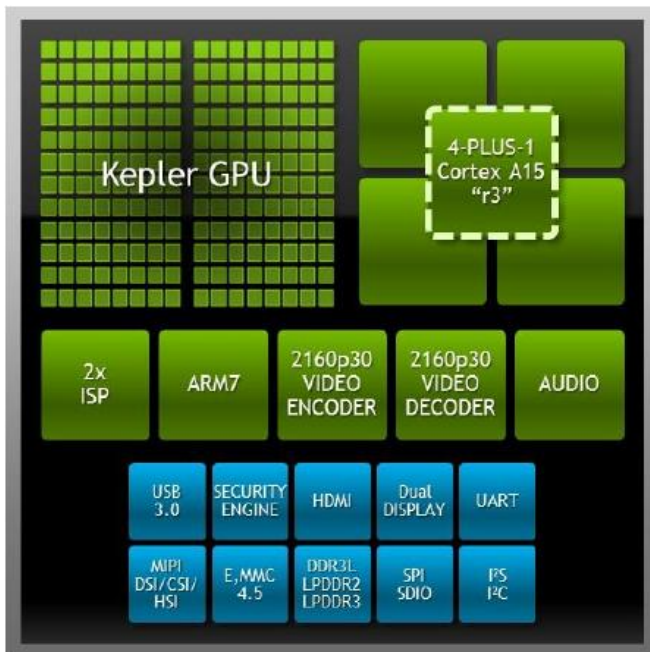 Kepler GPU
4-PLUS-1
Cortex A15
“r3”
2x
ISP
ARM7
2160p30
VIDEO
ENCODER
2160p30
VIDEO
DECODER
AUDIO
USB
3.0
SECURITY
ENGINE
HDMI
Dual
DISPLAY
UART
MIPI
DSI/CSI/
HSI
E,MMC
4.5
DDR3L
LPDDR2
LPDDR3
SPI
SDIO
I²S
I²C